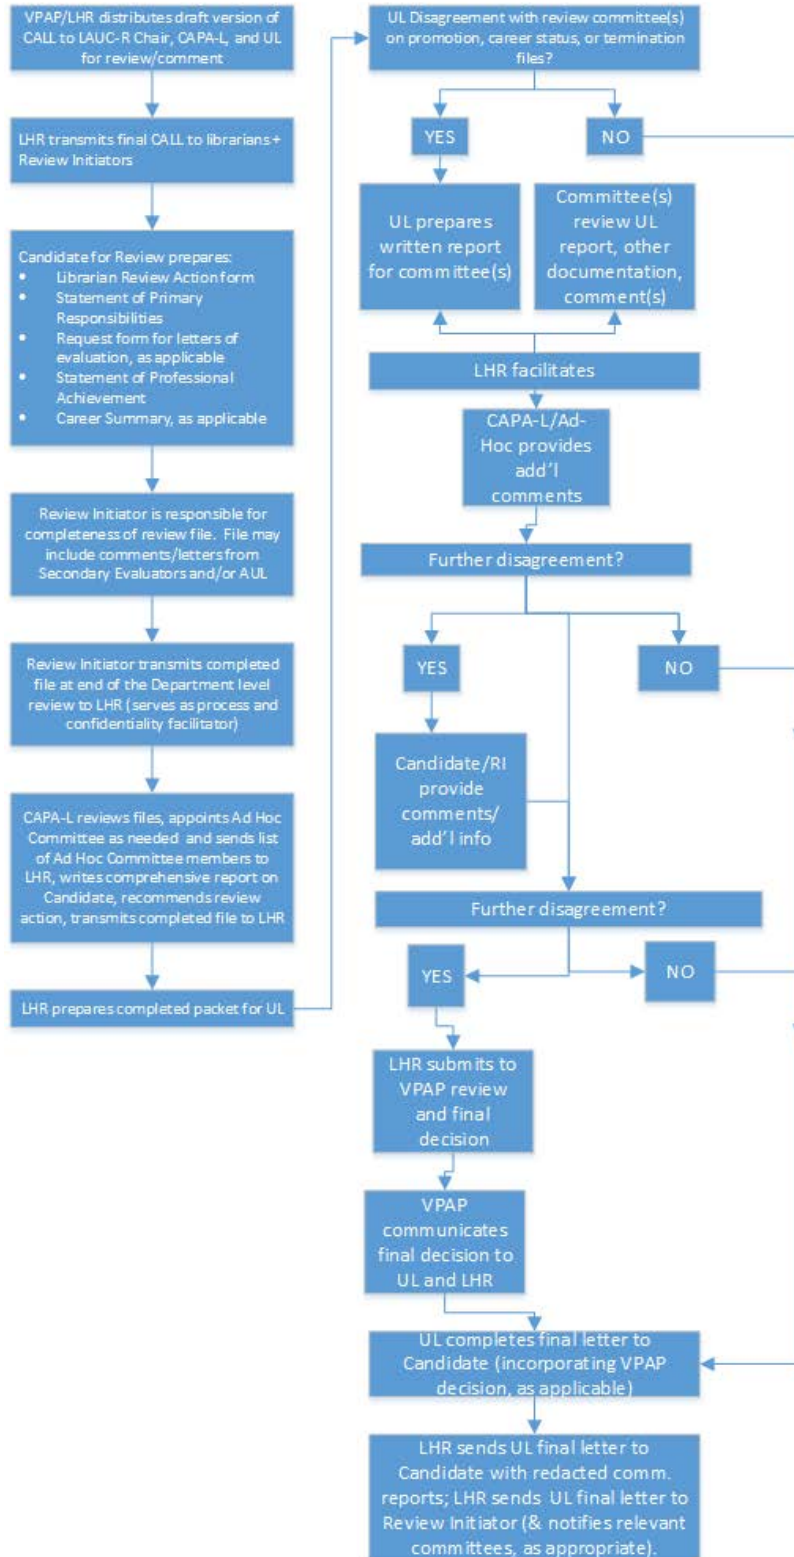 VPAP/LHR distributes draft version of
CALL to LAUC-R Chair, CAPA-L, and UL
for review/comment
LHR transmits final CALL to librarians +
Review Initiators
Candidate for Review prepares:
• Librarian Review Action form
• Statement of Primary
Responsibilities
• Request form for letters of
evaluation, as applicable
• Statement of Professional
Achievement
• Career Summary, as applicable
Review Initiator is responsible for
completeness of review file. File may
include comments/letters from
Secondary Evaluators and/or AUL
Review Initiator transmits completed
file at end of the Department level
review to LHR (serves as process and
confidentiality facilitator)
CAPA-L reviews files, appoints Ad Hoc
Committee as needed and sends list
of Ad Hoc Committee members to
LHR, writes comprehensive report on
Candidate, recommends review
action, transmits completed file to LHR
LHR prepares completed packet for UL
UL Disagreement with review committee(s)
on promotion, career status, or termination
files?
YES
NO
UL prepares
written report
for committee(s)
Committee(s)
review UL
report, other
documentation,
comment(s)
LHR facilitates
CAPA-L/Ad-
Hoc provides
add'l
comments
Further disagreement?
YES
NO
Candidate/RI
provide
comments/
add'l info
Further disagreement?
YES
NO
LHR submits to
VPAP review
and final
decision
VPAP
communicates
final decision to
UL and LHR
UL completes final letter to
Candidate (incorporating VPAP
decision, as applicable)
LHR sends UL final letter to
Candidate with redacted comm.
reports; LHR sends UL final letter to
Review Initiator (& notifies relevant
committees, as appropriate).